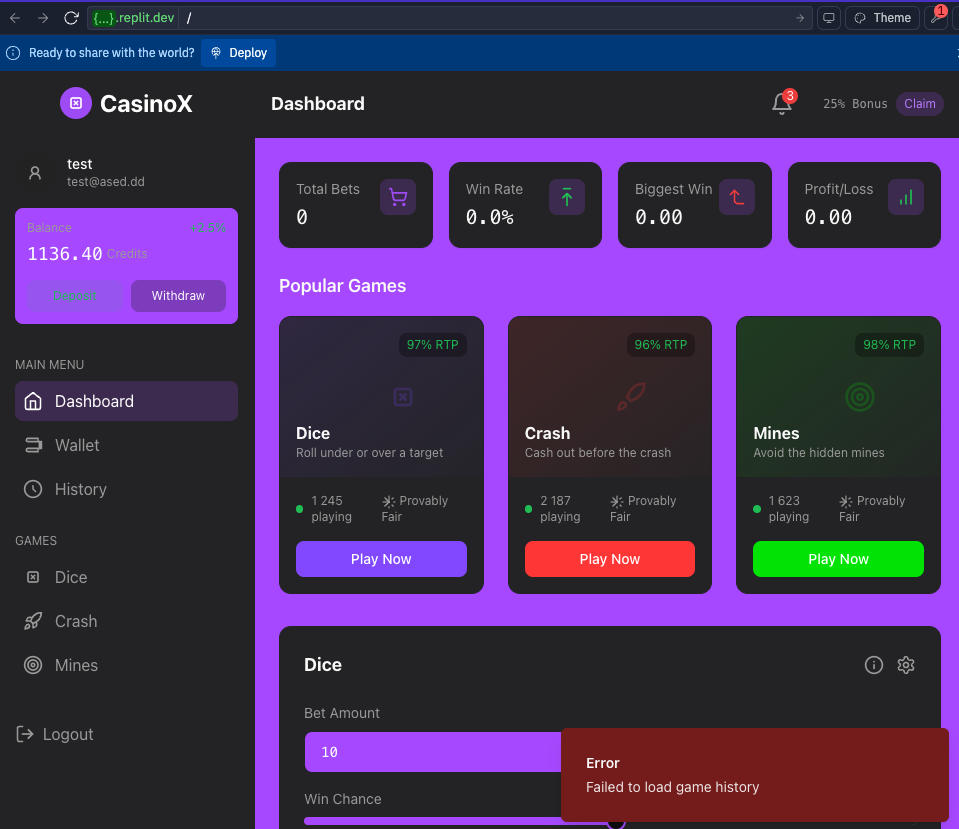 {...}.replit.dev /
Theme
1
Ready to share with the world?
Deploy
CasinoX
Dashboard
3
25% Bonus
Claim
test
test@ased.dd
Balance
1136.40 Credits
Deposit
Withdraw
MAIN MENU
Dashboard
Wallet
History
GAMES
Dice
Crash
Mines
Logout
Total Bets
0
Win Rate
0.0%
Biggest Win
0.00
Profit/Loss
0.00
Popular Games
97% RTP
Dice
Roll under or over a target
1 245
playing
Provably
Fair
Play Now
96% RTP
Crash
Cash out before the crash
2 187
playing
Provably
Fair
Play Now
98% RTP
Mines
Avoid the hidden mines
1 623
playing
Provably
Fair
Play Now
Dice
Bet Amount
10
Win Chance
Error
Failed to load game history